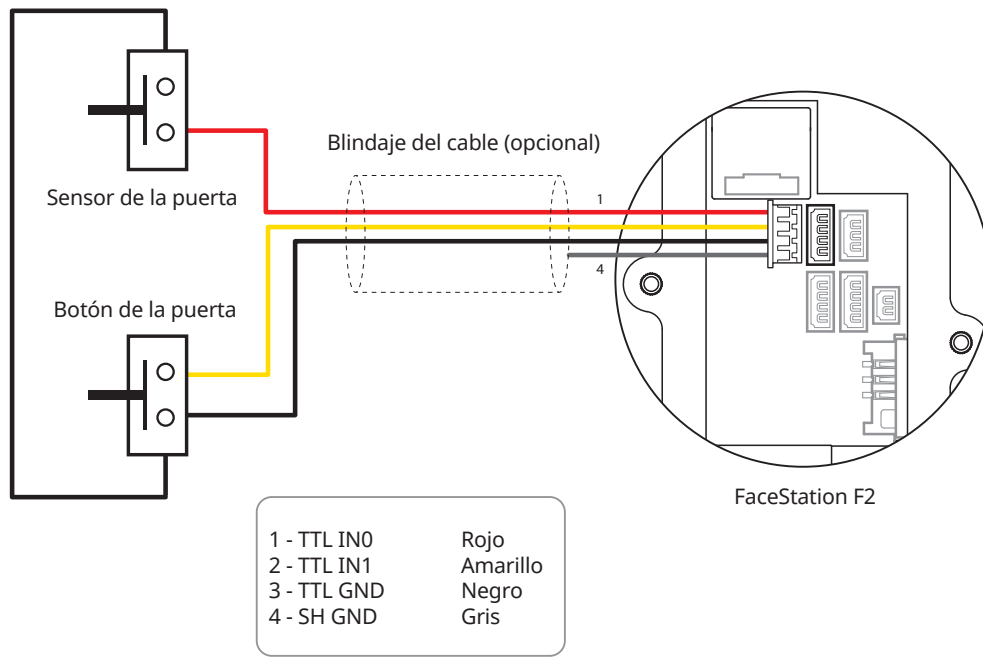 Blindaje del cable (opcional)
Sensor de la puerta
1
4
Botón de la puerta
FaceStation F2
1 - TTL IN0 Rojo
2 - TTL IN1 Amarillo
3 - TTL GND Negro
4 - SH GND Gris